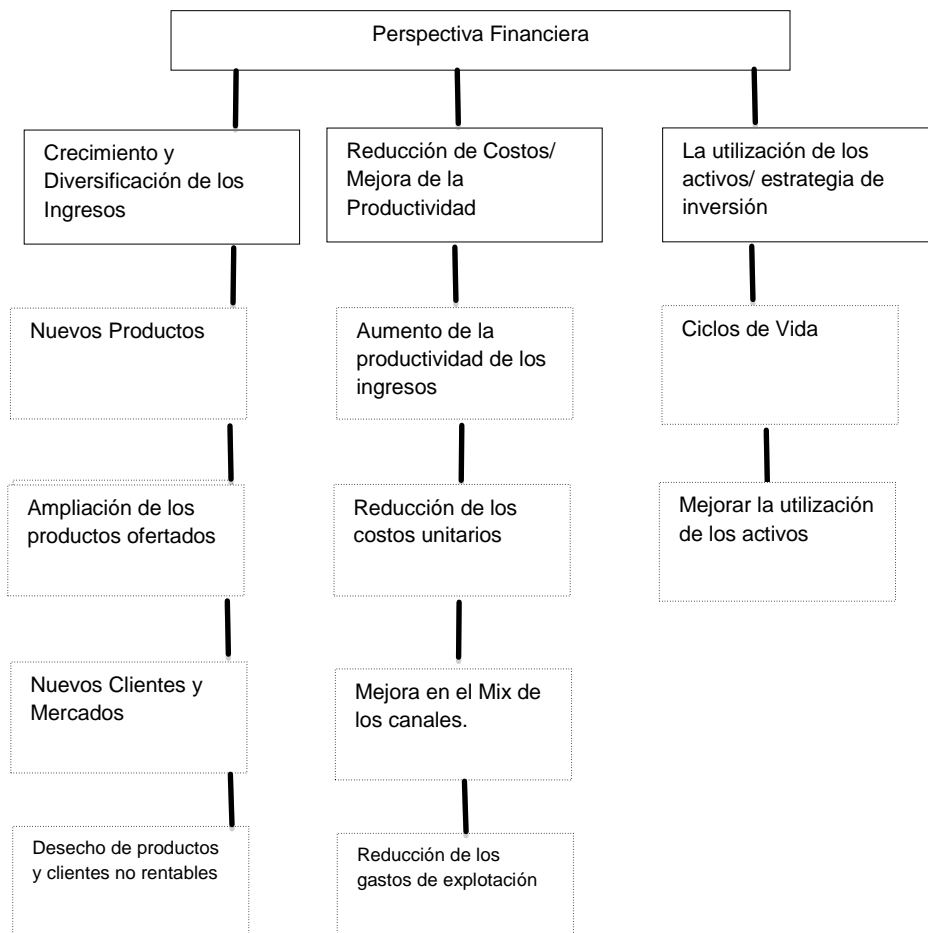 Perspectiva Financiera
Crecimiento y
Diversificación de los
Ingresos
Reducción de Costos/
Mejora de la
Productividad
La utilización de los
activos/ estrategia de
inversión
Nuevos Productos
Aumento de la
productividad de los
ingresos
Ciclos de Vida
Ampliación de los
productos ofertados
Reducción de los
costos unitarios
Mejorar la utilización
de los activos
Nuevos Clientes y
Mercados
Mejora en el Mix de
los canales.
Desecho de productos
y clientes no rentables
Reducción de los
gastos de explotación